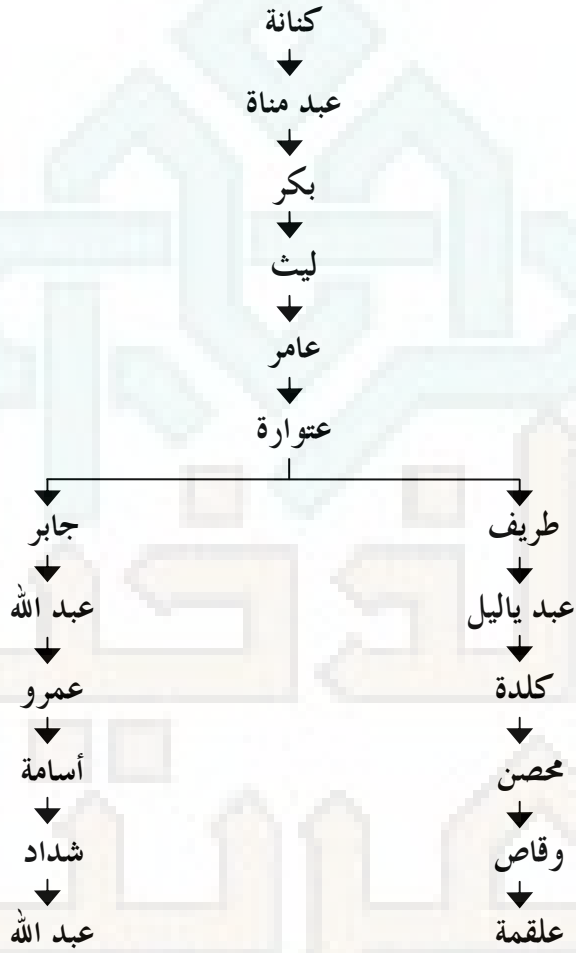 كنانة
عبد مناة
بكر
ليث
عامر
عتوارة
طريف
جابر
عبد ياليل
عبد الله
كلدة
عمرو
محصن
أسامة
وقاص
شداد
علقمة
عبد الله